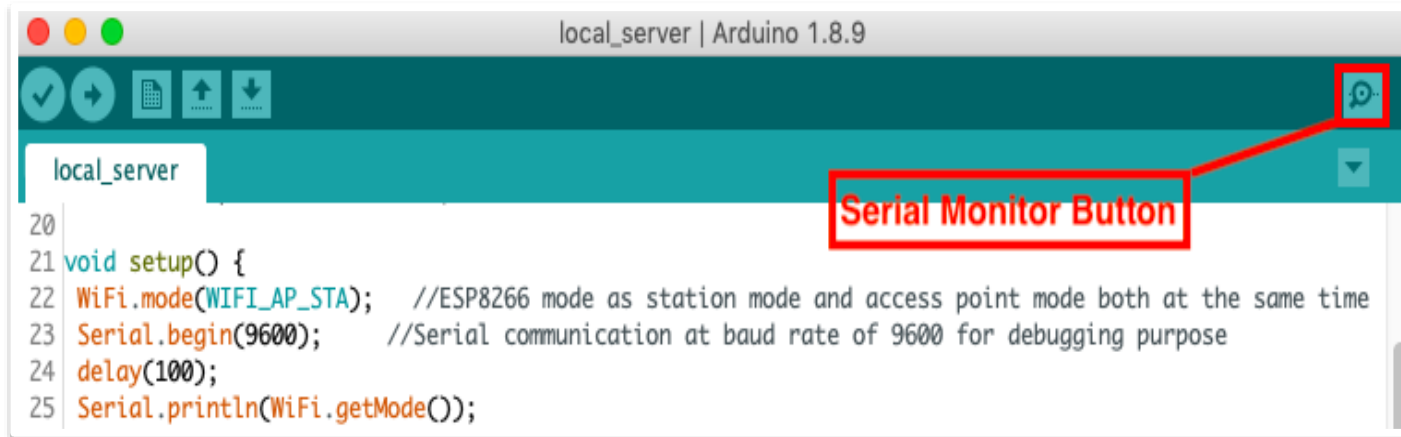 local_server | Arduino 1.8.9
local_server
Serial Monitor Button
20
21 void setup() {
22 WiFi.mode(WIFI_AP_STA); //ESP8266 mode as station mode and access point mode both at the same time
23 Serial.begin(9600); //Serial communication at baud rate of 9600 for debugging purpose
24 delay(100);
25 Serial.println(WiFi.getMode());